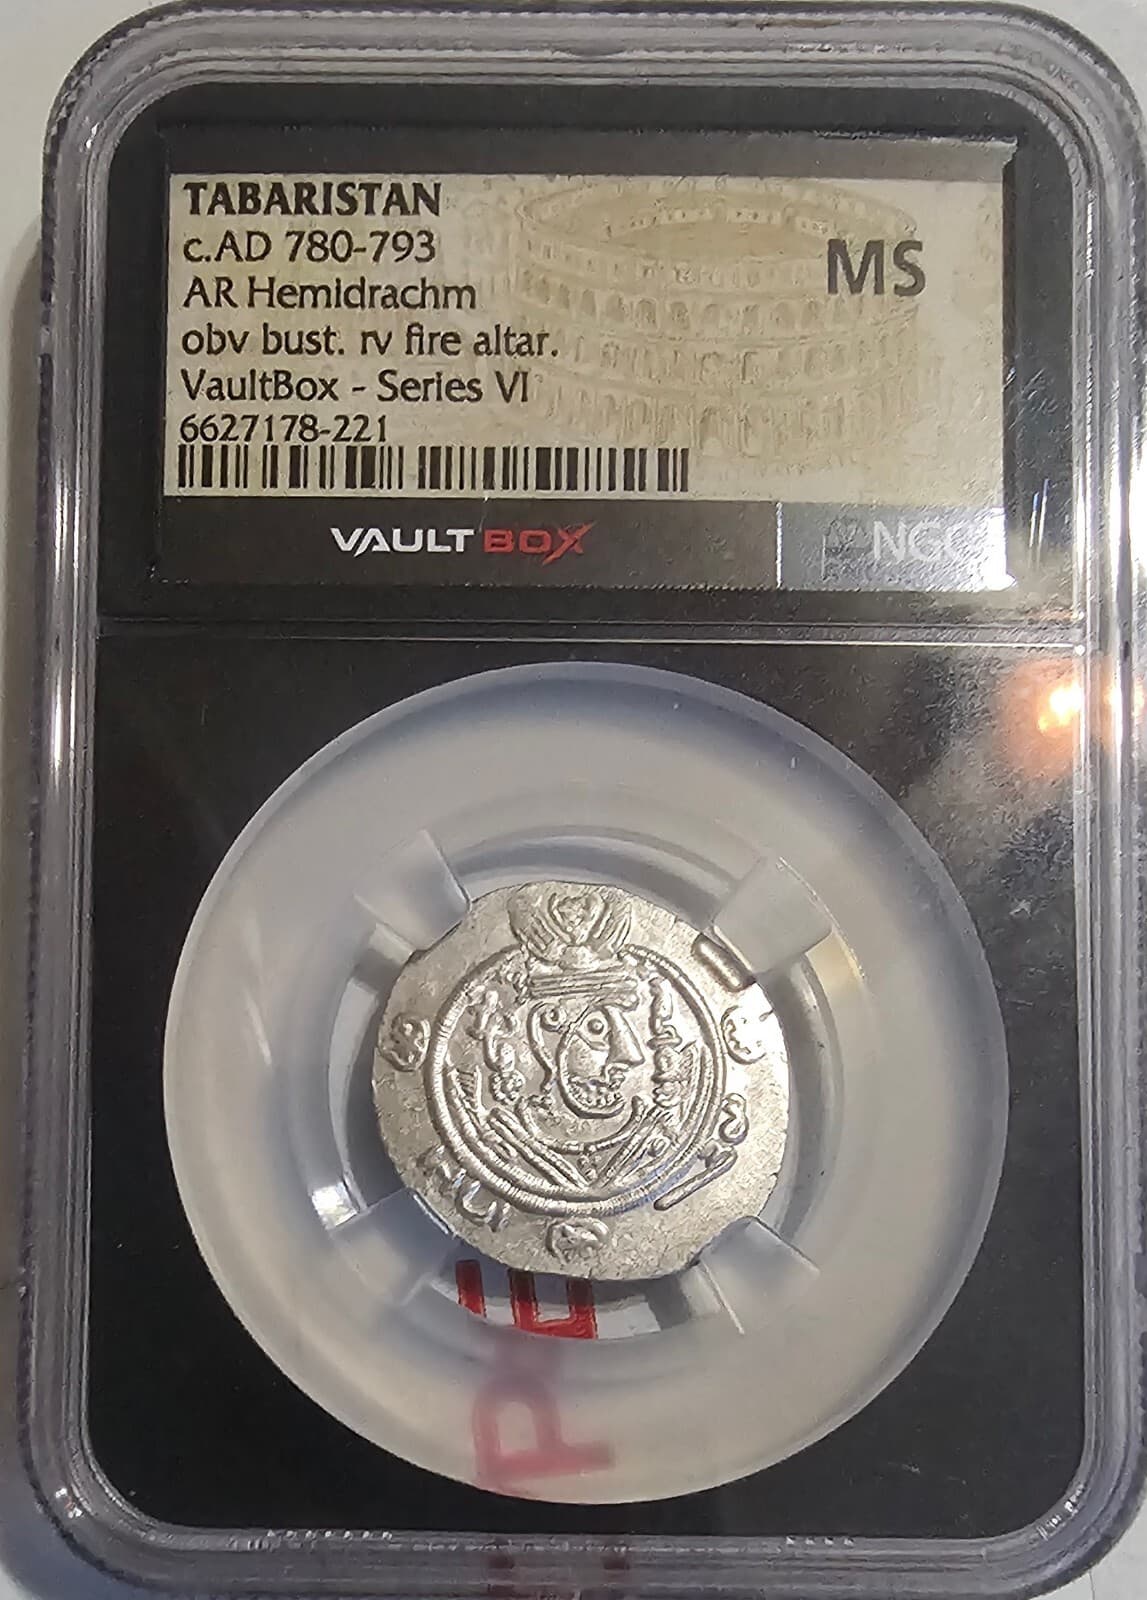 TABARISTAN
c.AD 780-793
MS
AR Hemidrachm
obv bust. rv fire altar.
VaultBox - Series VI
6627178-221
VAULTBOX
NGC